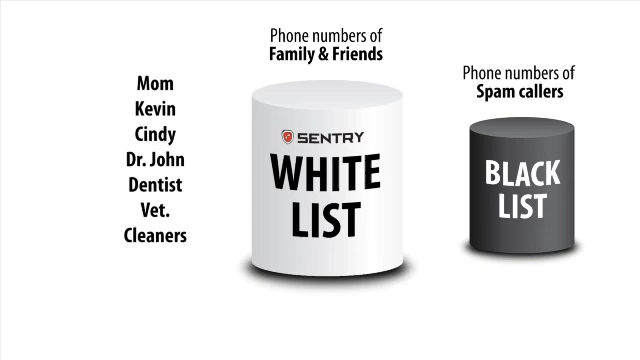 Phone numbers of
Family & Friends
Phone numbers of
Spam callers
Mom
Kevin
Cindy
Dr. John
Dentist
Vet.
Cleaners
SENTRY
WHITE
LIST
BLACK
LIST